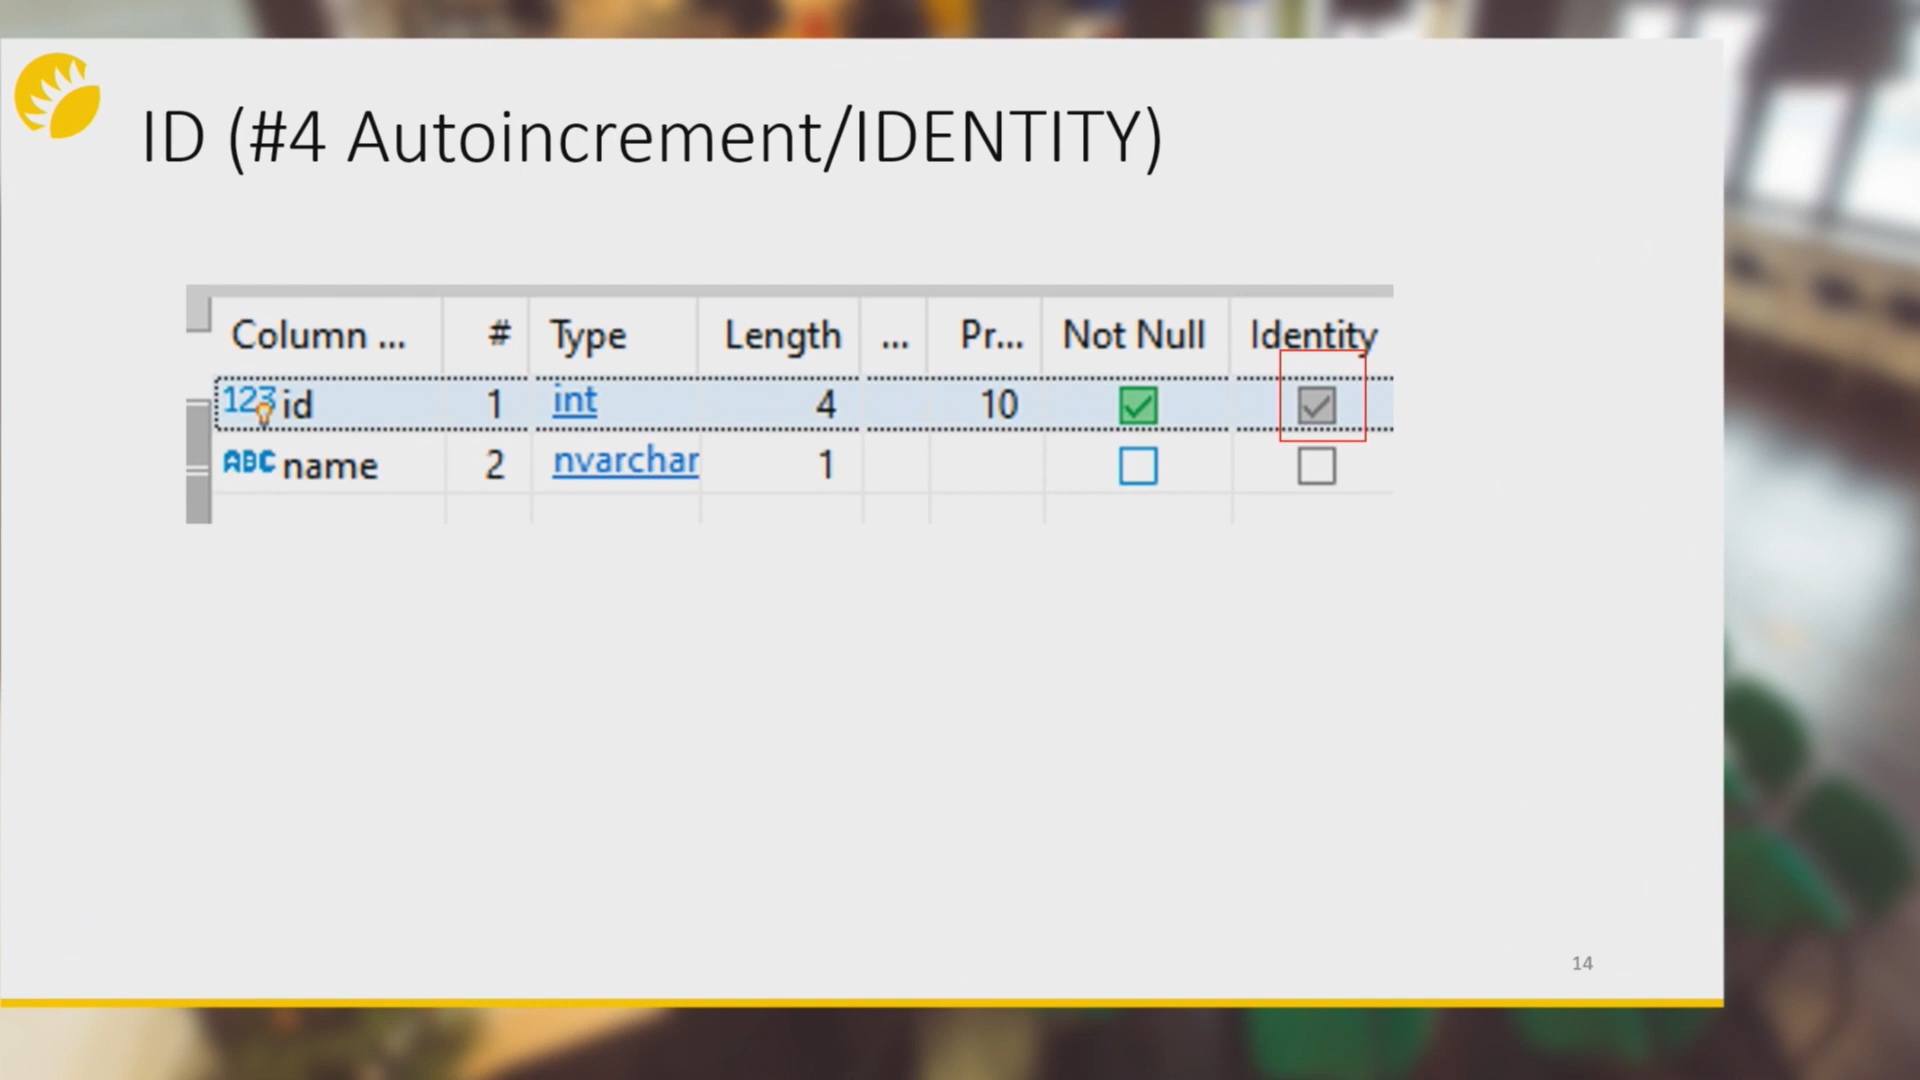 ID (#4 Autoincrement/IDENTITY)
Column ... # Type Length ... Pr... Not Null Identity
123 id 1 int 4 10
ABC name 2 nvarchar 1
14